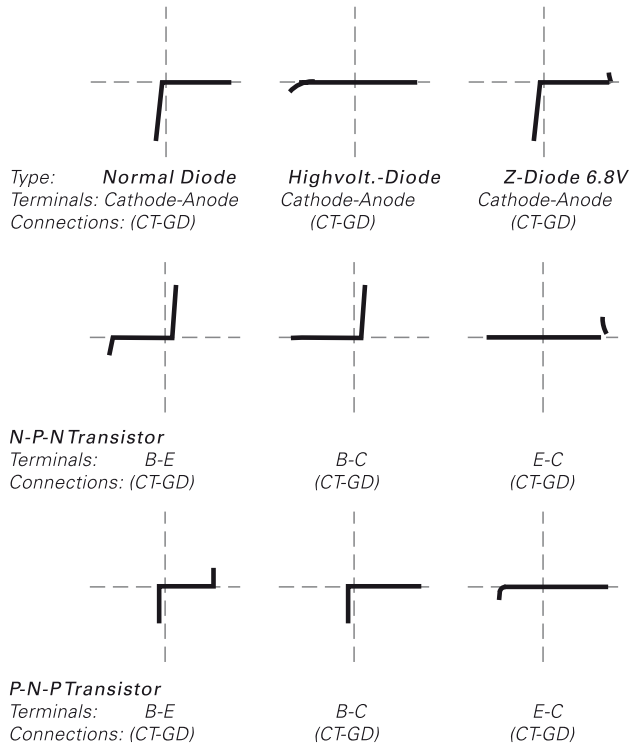 Type: Normal Diode Highvolt.-Diode Z-Diode 6.8V
Terminals: Cathode-Anode Cathode-Anode Cathode-Anode
Connections: (CT-GD) (CT-GD) (CT-GD)
N-P-N Transistor
Terminals: B-E B-C E-C
Connections: (CT-GD) (CT-GD) (CT-GD)
P-N-P Transistor
Terminals: B-E B-C E-C
Connections: (CT-GD) (CT-GD) (CT-GD)